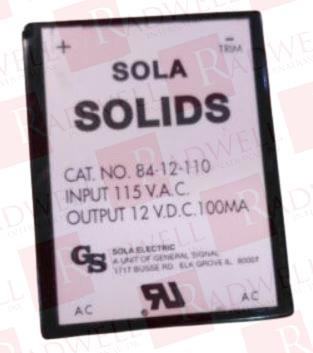 + -
TRIM
SOLA
SOLIDS
CAT. NO. 84-12-110
INPUT 115 V.A.C.
OUTPUT 12 V.D.C. 100MA
GS SOLA ELECTRIC
A UNIT OF GENERAL SIGNAL
1717 BUSSE RD. ELK GROVE IL. 60007
AC AC
RADWELL